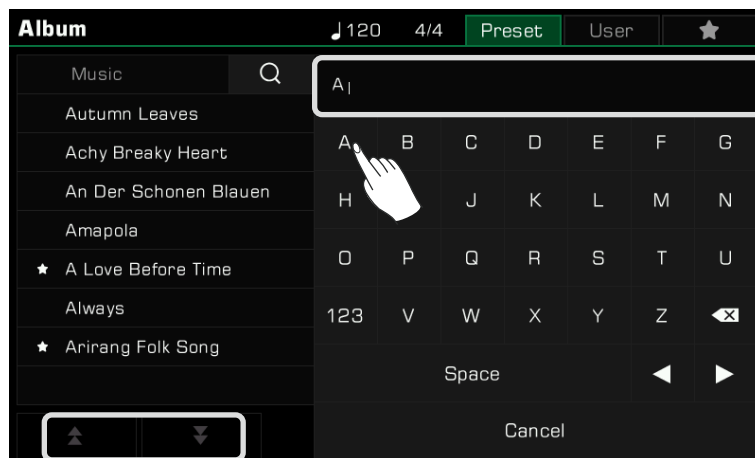 Album ♩120 4/4 Preset User
Music
Autumn Leaves
Achy Breaky Heart
An Der Schonen Blauen
Amapola
★ A Love Before Time
Always
★ Arirang Folk Song
A|
A B C D E F G
H J K L M N
O P Q R S T U
123 V W X Y Z
Space
Cancel